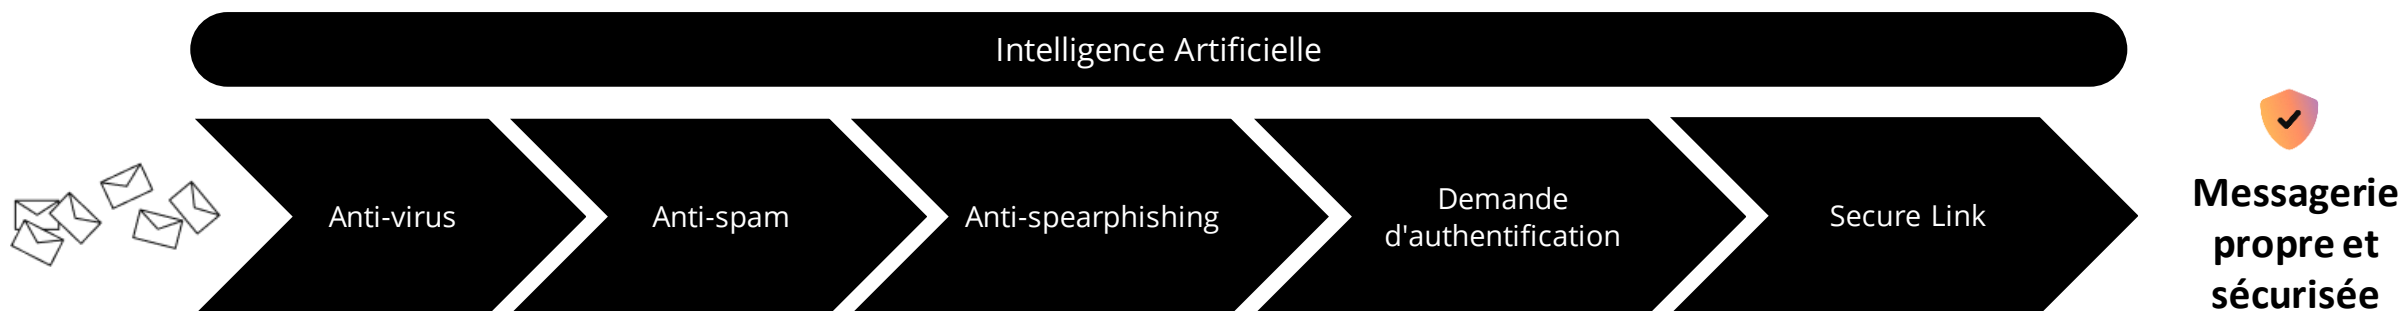 Intelligence Artificielle
Anti-virus
Anti-spam
Anti-spearphishing
Demande
d'authentification
Secure Link
Messagerie
propre et
sécurisée